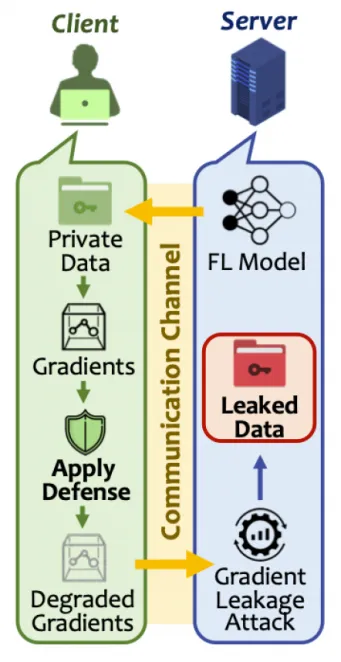 Client
Server
Private
Data
FL Model
Gradients
Communication Channel
Leaked
Data
Apply
Defense
Degraded
Gradients
Gradient
Leakage
Attack